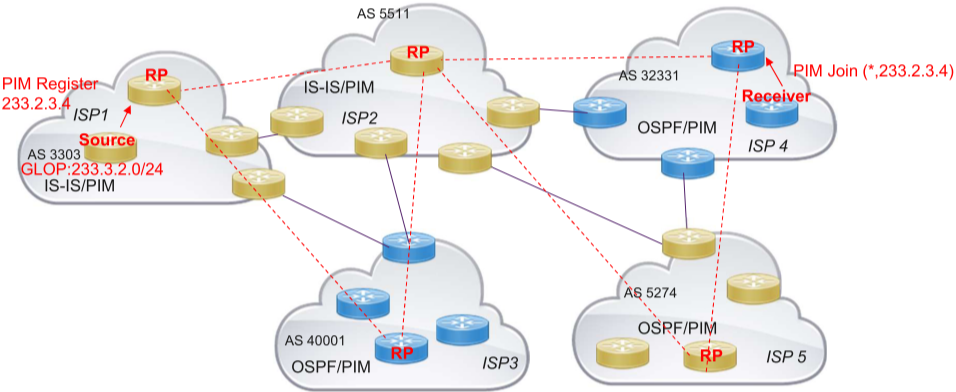 AS 5511
RP
RP
RP
AS 32331
PIM Join (*,233.2.3.4)
PIM Register
233.2.3.4
IS-IS/PIM
Receiver
ISP1
ISP2
OSPF/PIM
Source
ISP 4
AS 3303
GLOP:233.3.2.0/24
IS-IS/PIM
AS 5274
OSPF/PIM
AS 40001
RP
OSPF/PIM
ISP3
RP
ISP 5